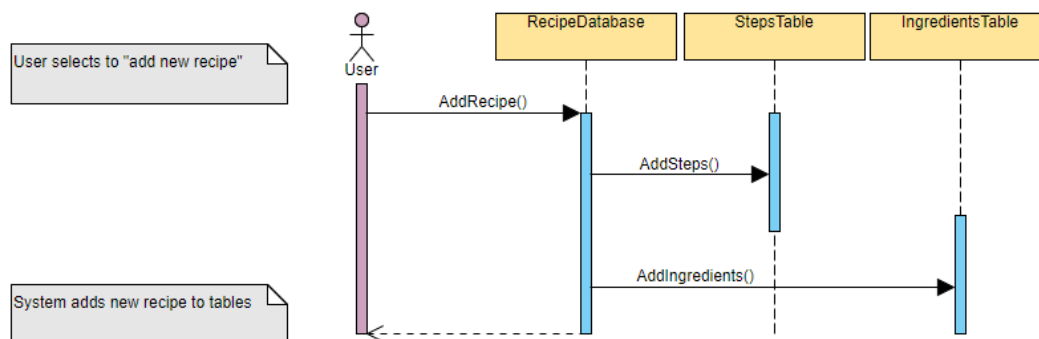 RecipeDatabase
StepsTable
IngredientsTable
User selects to "add new recipe"
User
AddRecipe()
AddSteps()
AddIngredients()
System adds new recipe to tables